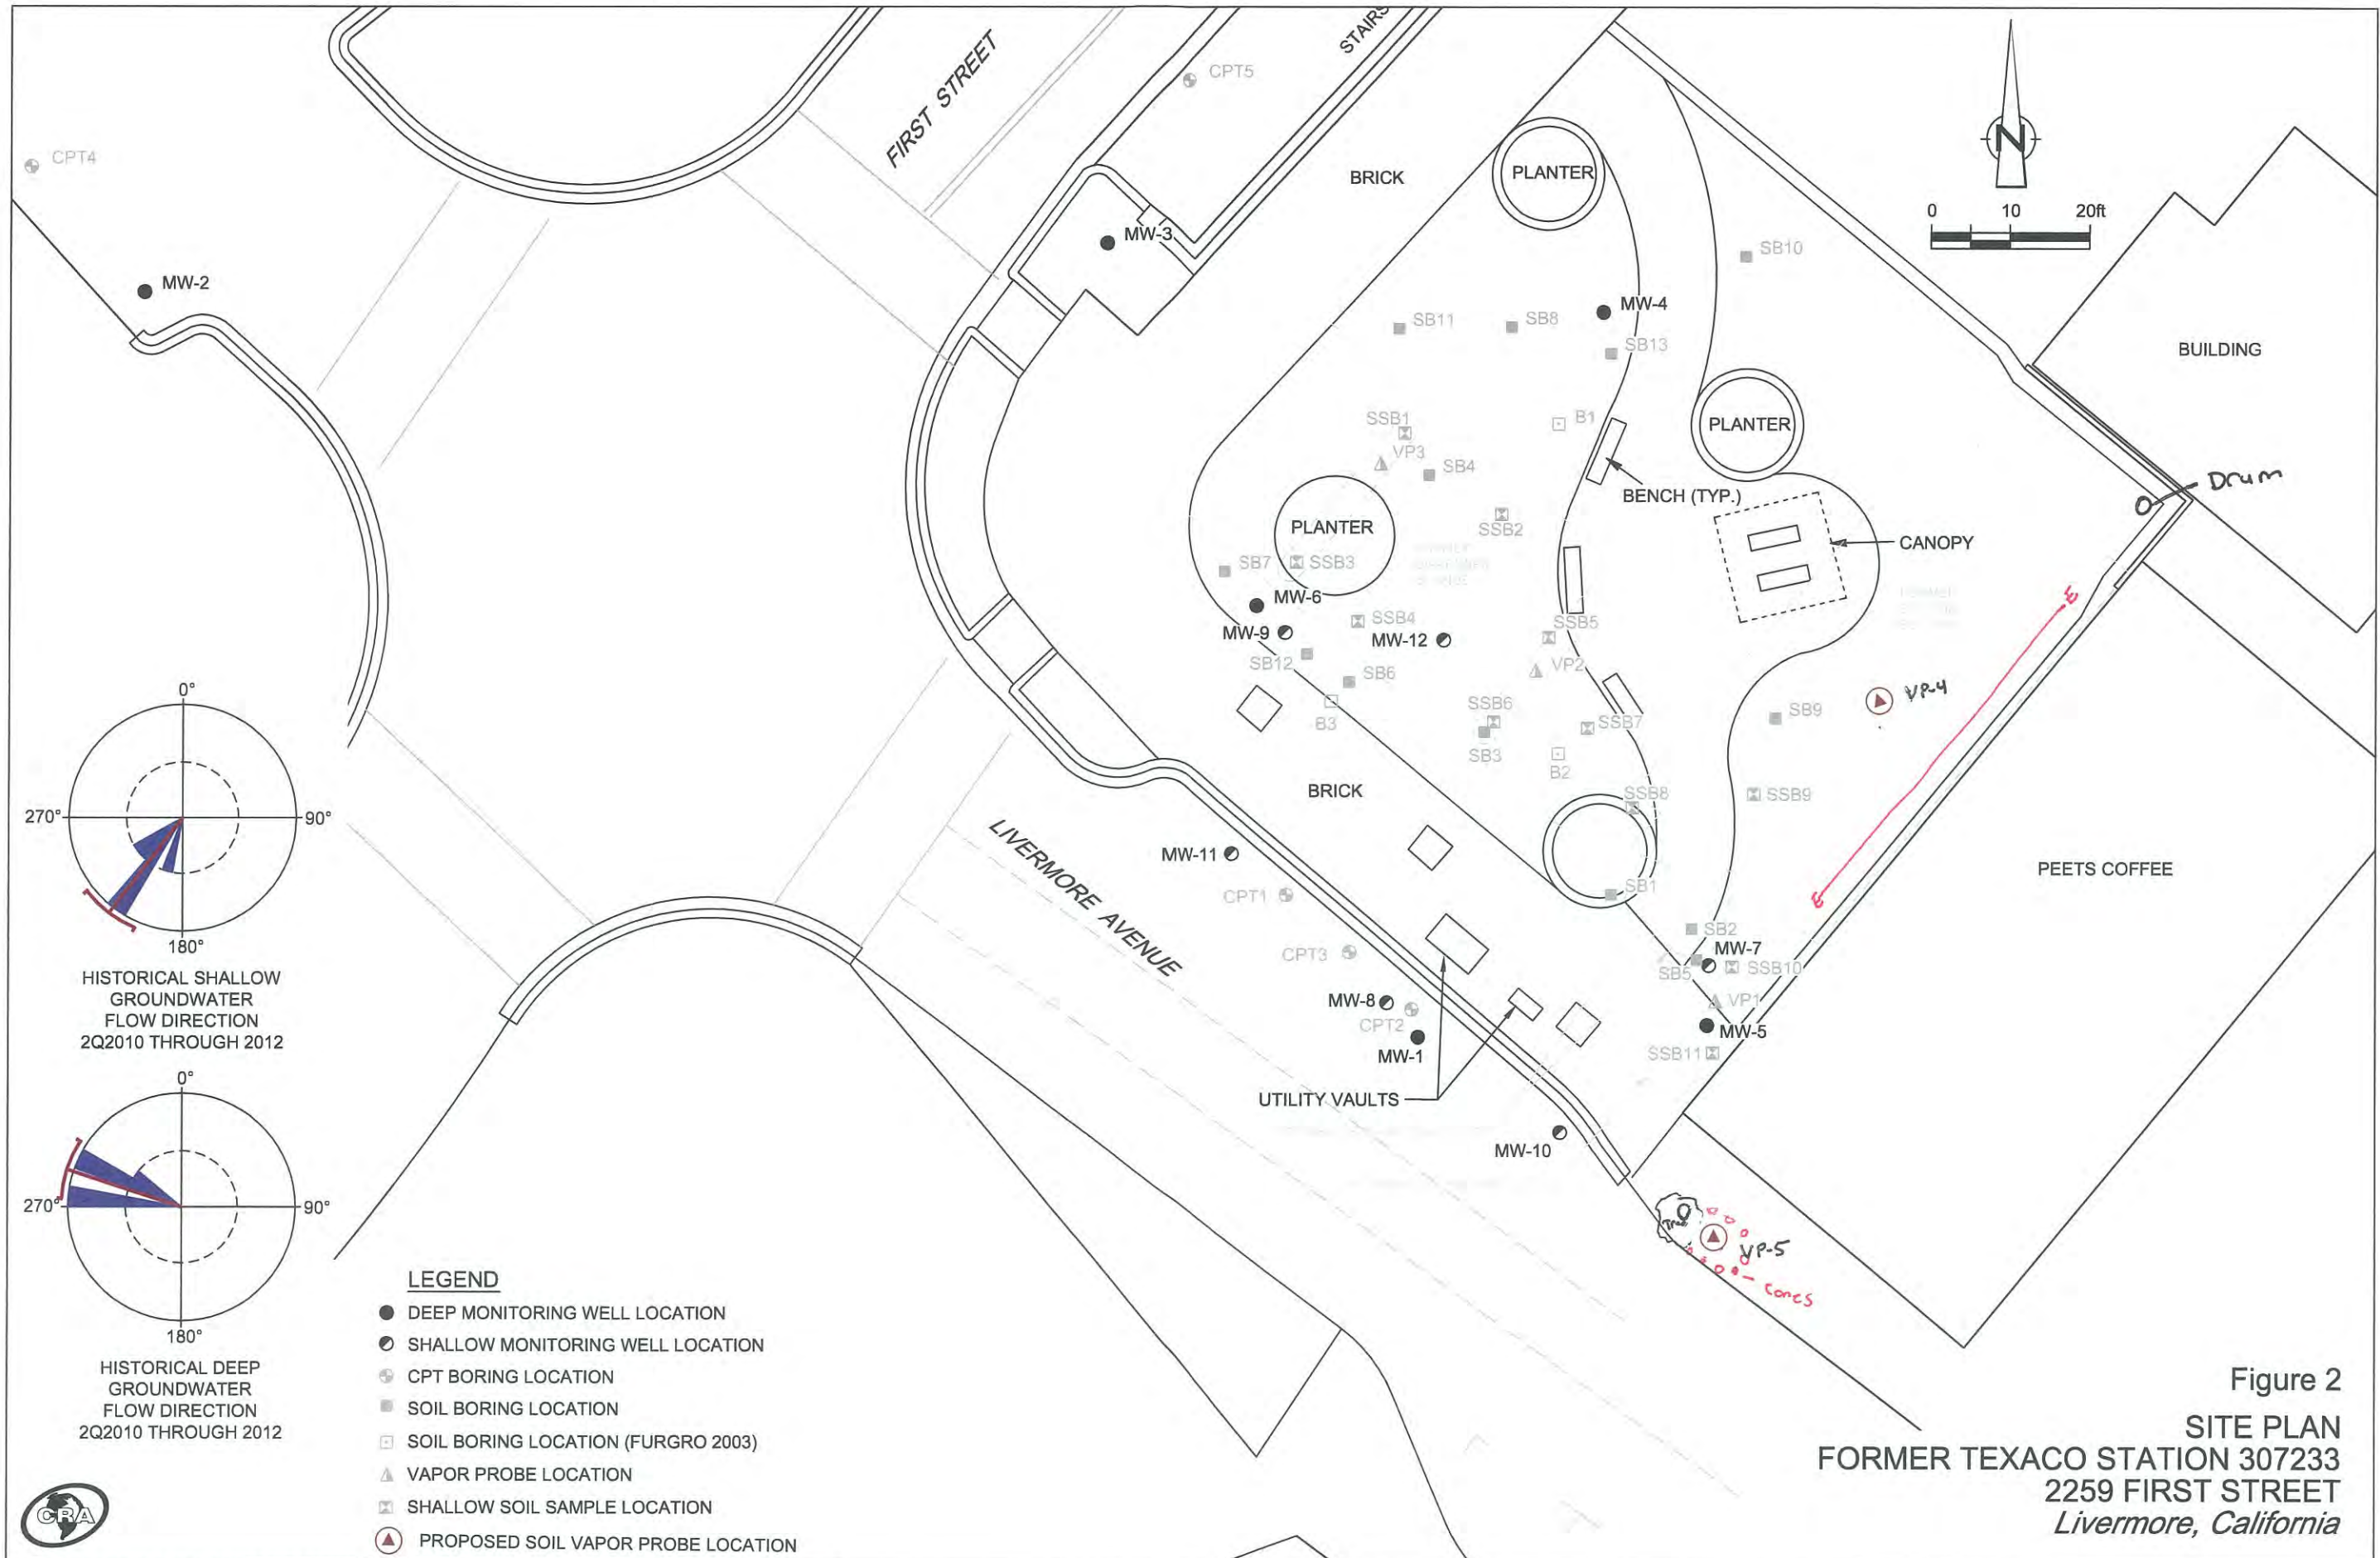 STAIRS
FIRST STREET
CPT5
CPT4
BRICK
PLANTER
N
0 10 20ft
MW-3
SB10
MW-2
MW-4
SB11
SB8
SB13
BUILDING
SSB1
B1
PLANTER
VP3
SB4
Drum
BENCH (TYP.)
PLANTER
SSB2
CANOPY
SB7
SSB3
MW-6
E
SSB4
SSB5
MW-9
MW-12
SB12
VP2
SB6
VP-4
SSB6
SB9
B3
SSB7
SB3
B2
BRICK
SSB8
SSB9
LIVERMORE AVENUE
MW-11
PEETS COFFEE
SB1
CPT1
E
SB2
MW-7
CPT3
SB5
SSB10
MW-8
VP1
CPT2
MW-5
MW-1
SSB11
UTILITY VAULTS
MW-10
Tree
VP-5
cones
0°
270°
90°
180°
HISTORICAL SHALLOW
GROUNDWATER
FLOW DIRECTION
2Q2010 THROUGH 2012
0°
270°
90°
180°
HISTORICAL DEEP
GROUNDWATER
FLOW DIRECTION
2Q2010 THROUGH 2012
LEGEND
DEEP MONITORING WELL LOCATION
SHALLOW MONITORING WELL LOCATION
CPT BORING LOCATION
SOIL BORING LOCATION
SOIL BORING LOCATION (FURGRO 2003)
VAPOR PROBE LOCATION
SHALLOW SOIL SAMPLE LOCATION
PROPOSED SOIL VAPOR PROBE LOCATION
CRA
Figure 2
SITE PLAN
FORMER TEXACO STATION 307233
2259 FIRST STREET
Livermore, California